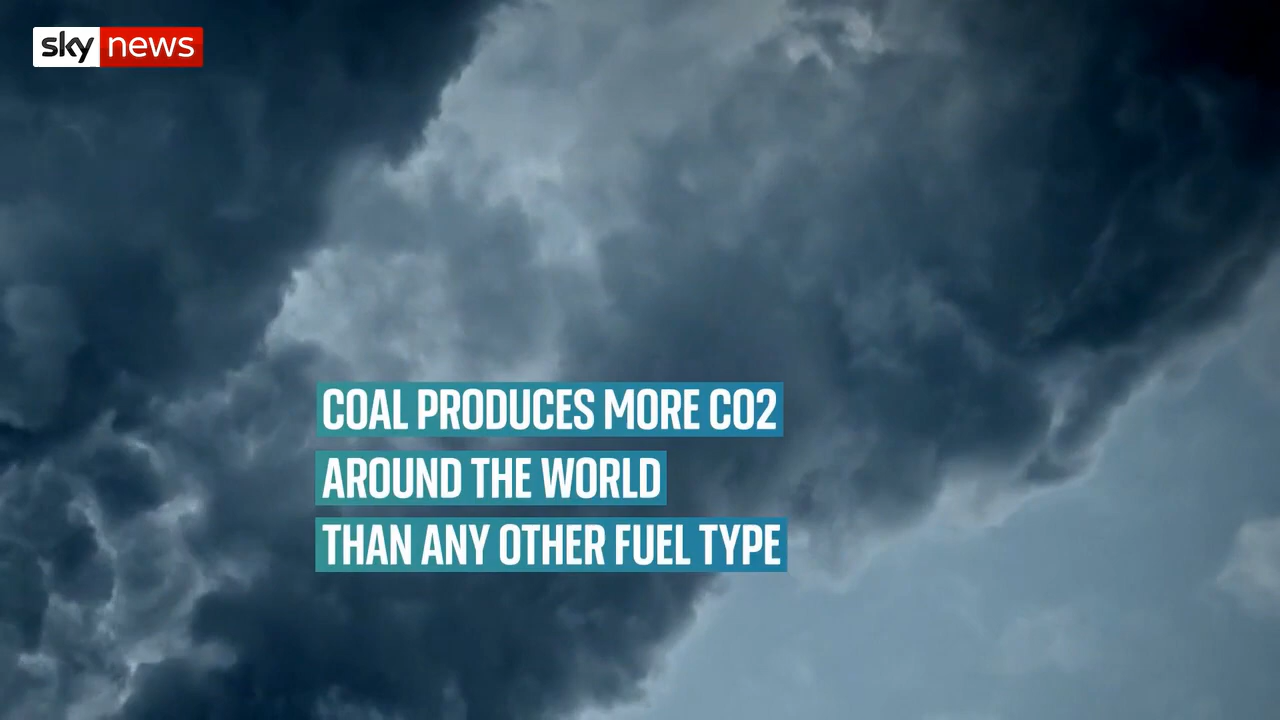 sky news
COAL PRODUCES MORE CO2
AROUND THE WORLD
THAN ANY OTHER FUEL TYPE